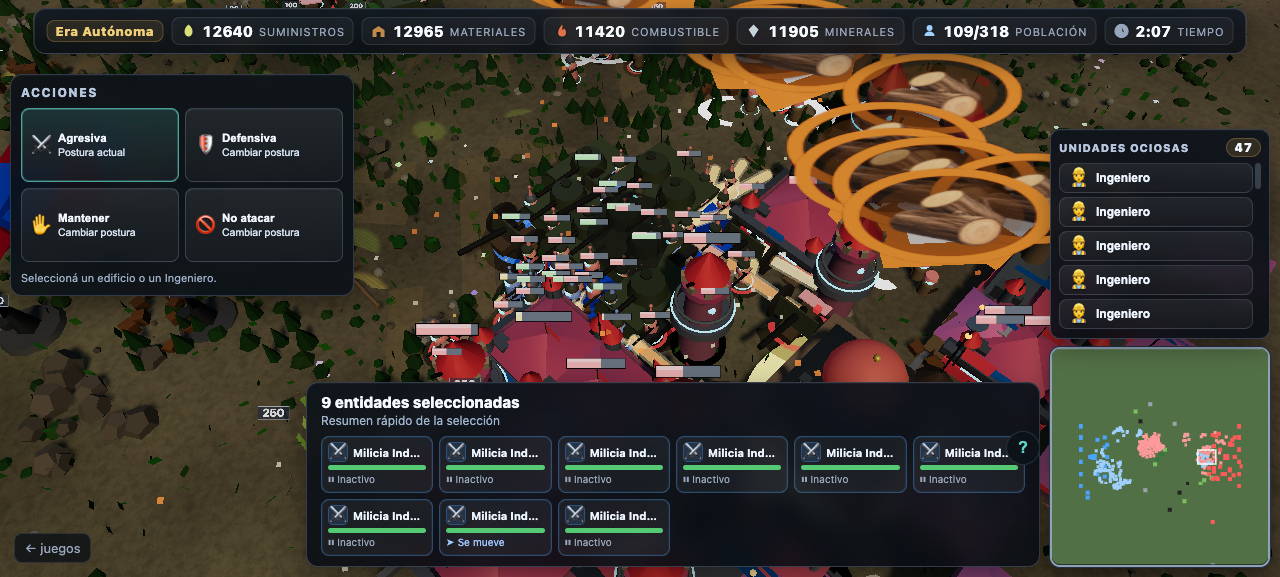 100
200
150
Era Autónoma
12640 SUMINISTROS
12965 MATERIALES
11420 COMBUSTIBLE
11905 MINERALES
109/318 POBLACIÓN
2:07 TIEMPO
ACCIONES
Agresiva
Postura actual
Defensiva
Cambiar postura
Mantener
Cambiar postura
No atacar
Cambiar postura
Seleccioná un edificio o un Ingeniero.
UNIDADES OCIOSAS 47
Ingeniero
Ingeniero
Ingeniero
Ingeniero
Ingeniero
250
9 entidades seleccionadas
Resumen rápido de la selección
?
Milicia Ind...
Inactivo
Milicia Ind...
Inactivo
Milicia Ind...
Inactivo
Milicia Ind...
Inactivo
Milicia Ind...
Inactivo
Milicia Ind...
Inactivo
Milicia Ind...
Inactivo
Milicia Ind...
Se mueve
Milicia Ind...
Inactivo
← juegos